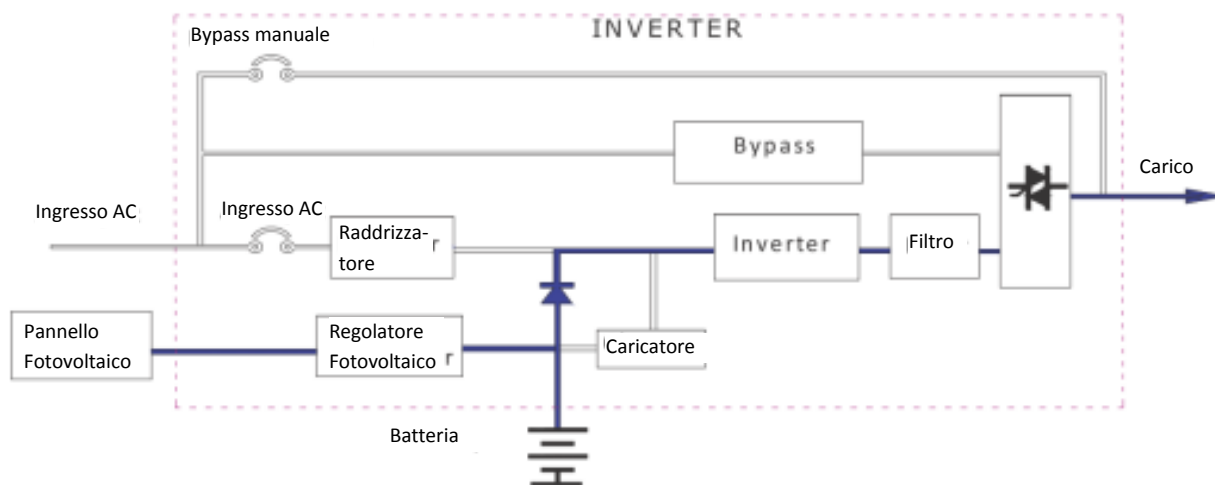 INVERTER
Bypass manuale
Bypass
Carico
Ingresso AC
Ingresso AC
Raddrizza-
tore
r
Inverter
Filtro
Pannello
Fotovoltaico
Regolatore
Fotovoltaico
r
Caricatore
Batteria